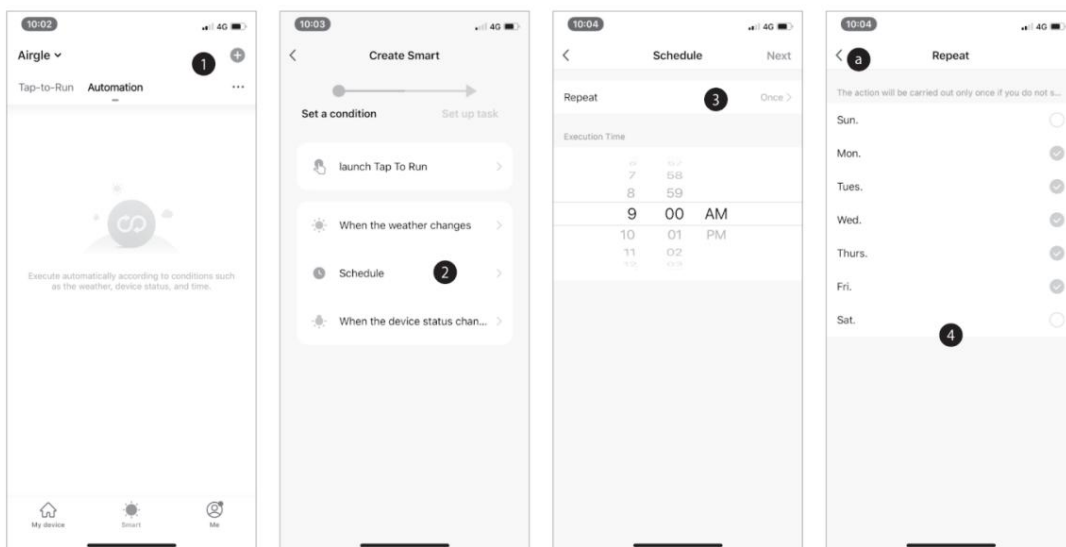 10:02
4G
Airgle
1
Tap-to-Run Automation ...
Execute automatically according to conditions such
as the weather, device status, and time.
My device Smart Me
10:03
4G
Create Smart
Set a condition Set up task
launch Tap To Run
When the weather changes
Schedule 2
When the device status chan...
10:04
4G
Schedule Next
Repeat 3 Once
Execution Time
7 58
8 59
9 00 AM
10 01 PM
11 02
10:04
4G
a Repeat
The action will be carried out only once if you do not s...
Sun.
Mon.
Tues.
Wed.
Thurs.
Fri.
Sat.
4